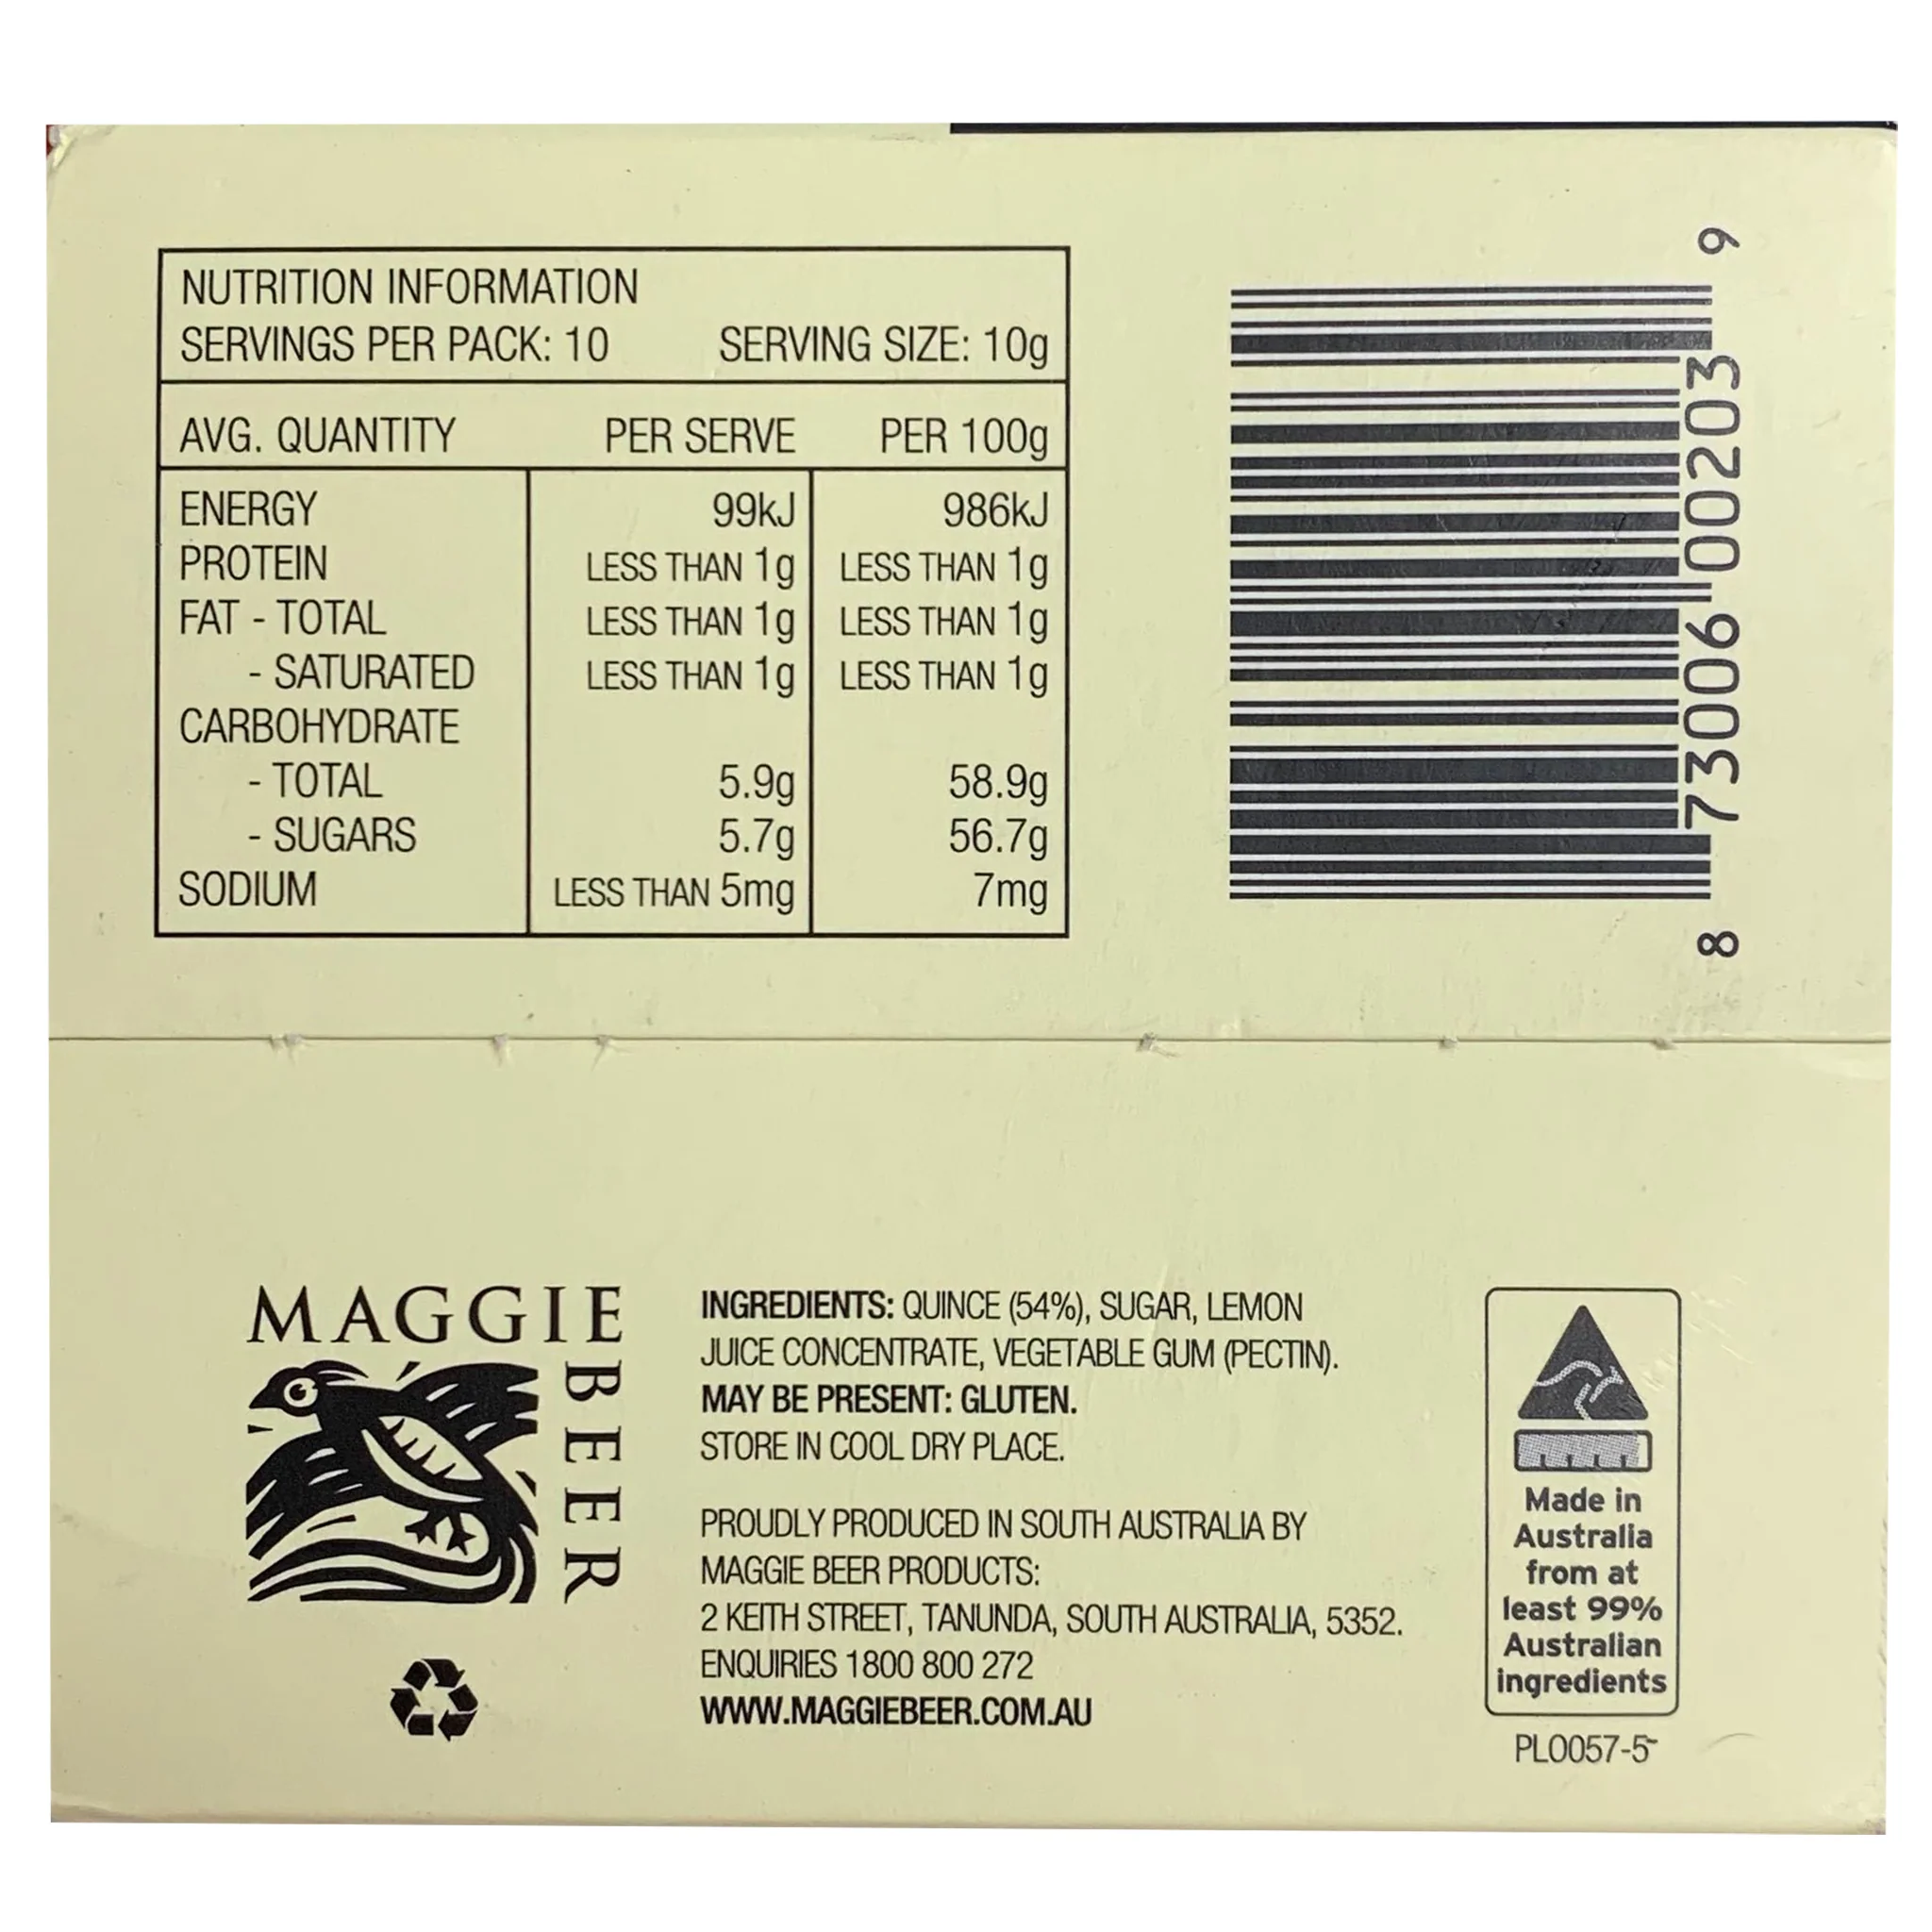 NUTRITION INFORMATION
SERVINGS PER PACK: 10 SERVING SIZE: 10g
AVG. QUANTITY PER SERVE PER 100g
ENERGY 99kJ 986kJ
PROTEIN LESS THAN 1g LESS THAN 1g
FAT - TOTAL LESS THAN 1g LESS THAN 1g
- SATURATED LESS THAN 1g LESS THAN 1g
CARBOHYDRATE
- TOTAL 5.9g 58.9g
- SUGARS 5.7g 56.7g
SODIUM LESS THAN 5mg 7mg
8 73006 00203 9
MAGGIE
BEER
INGREDIENTS: QUINCE (54%), SUGAR, LEMON
JUICE CONCENTRATE, VEGETABLE GUM (PECTIN).
MAY BE PRESENT: GLUTEN.
STORE IN COOL DRY PLACE.
PROUDLY PRODUCED IN SOUTH AUSTRALIA BY
MAGGIE BEER PRODUCTS:
2 KEITH STREET, TANUNDA, SOUTH AUSTRALIA, 5352.
ENQUIRIES 1800 800 272
WWW.MAGGIEBEER.COM.AU
Made in
Australia
from at
least 99%
Australian
ingredients
PL0057-5